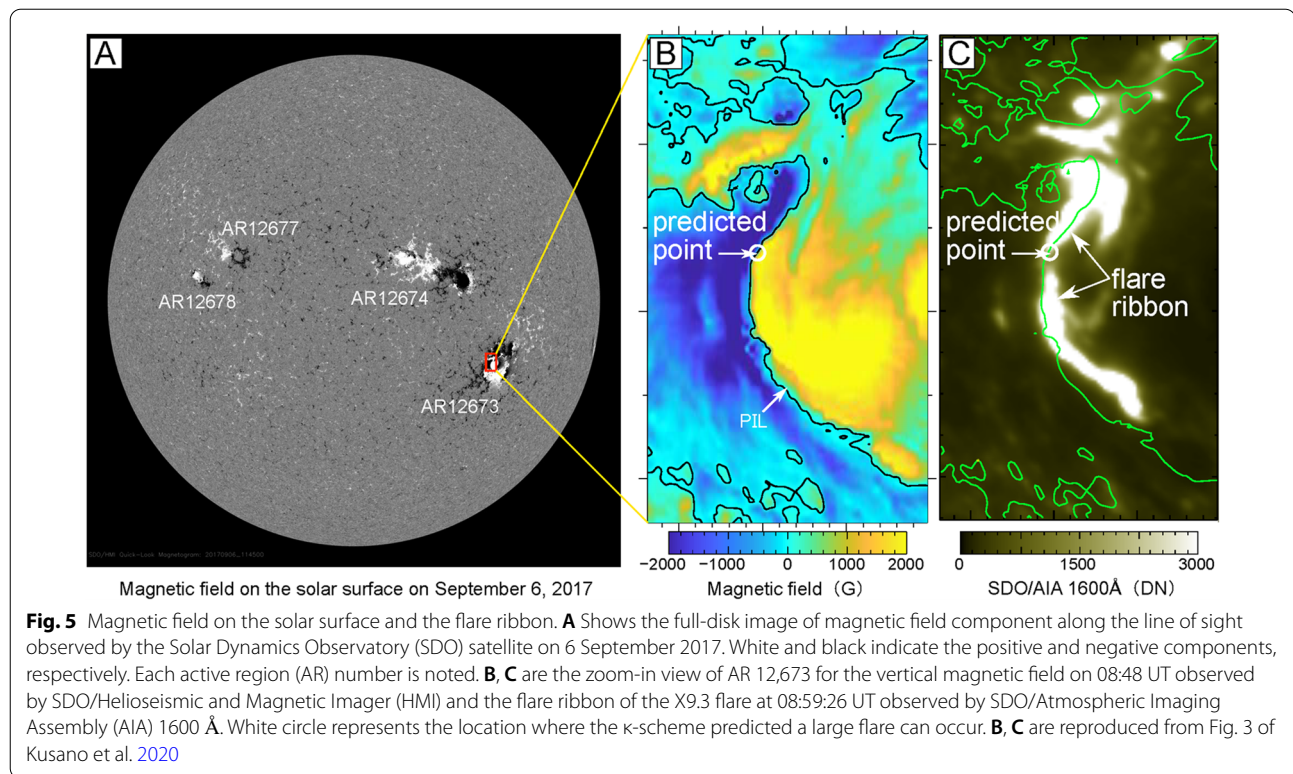 A
AR12677
AR12678
AR12674
AR12673
SDO/HMI Quick-Look Magnetogram: 20170906_114500
Magnetic field on the solar surface on September 6, 2017
B
predicted
point
PIL
−2000 −1000 0 1000 2000
Magnetic field (G)
C
predicted
point
flare
ribbon
0 1500 3000
SDO/AIA 1600Å (DN)
Fig. 5 Magnetic field on the solar surface and the flare ribbon. A Shows the full-disk image of magnetic field component along the line of sight
observed by the Solar Dynamics Observatory (SDO) satellite on 6 September 2017. White and black indicate the positive and negative components,
respectively. Each active region (AR) number is noted. B, C are the zoom-in view of AR 12,673 for the vertical magnetic field on 08:48 UT observed
by SDO/Helioseismic and Magnetic Imager (HMI) and the flare ribbon of the X9.3 flare at 08:59:26 UT observed by SDO/Atmospheric Imaging
Assembly (AIA) 1600 Å. White circle represents the location where the κ-scheme predicted a large flare can occur. B, C are reproduced from Fig. 3 of
Kusano et al. 2020